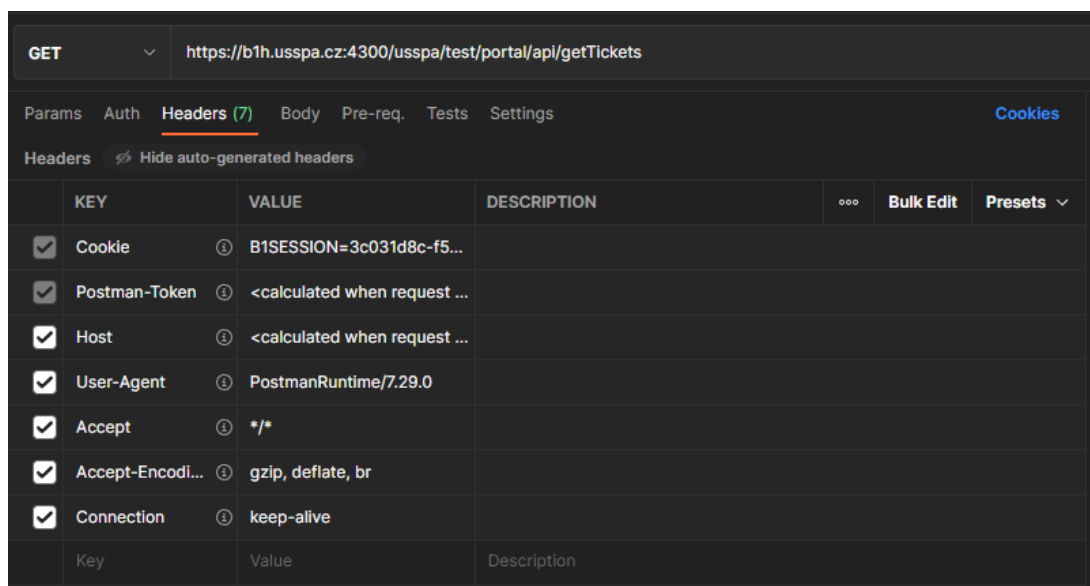 GET https://b1h.usspa.cz:4300/usspa/test/portal/api/getTickets
Params Auth Headers (7) Body Pre-req. Tests Settings Cookies
Headers Hide auto-generated headers
KEY VALUE DESCRIPTION ooo Bulk Edit Presets
Cookie B1SESSION=3c031d8c-f5...
Postman-Token <calculated when request ...
Host <calculated when request ...
User-Agent PostmanRuntime/7.29.0
Accept */*
Accept-Encodi... gzip, deflate, br
Connection keep-alive
Key Value Description